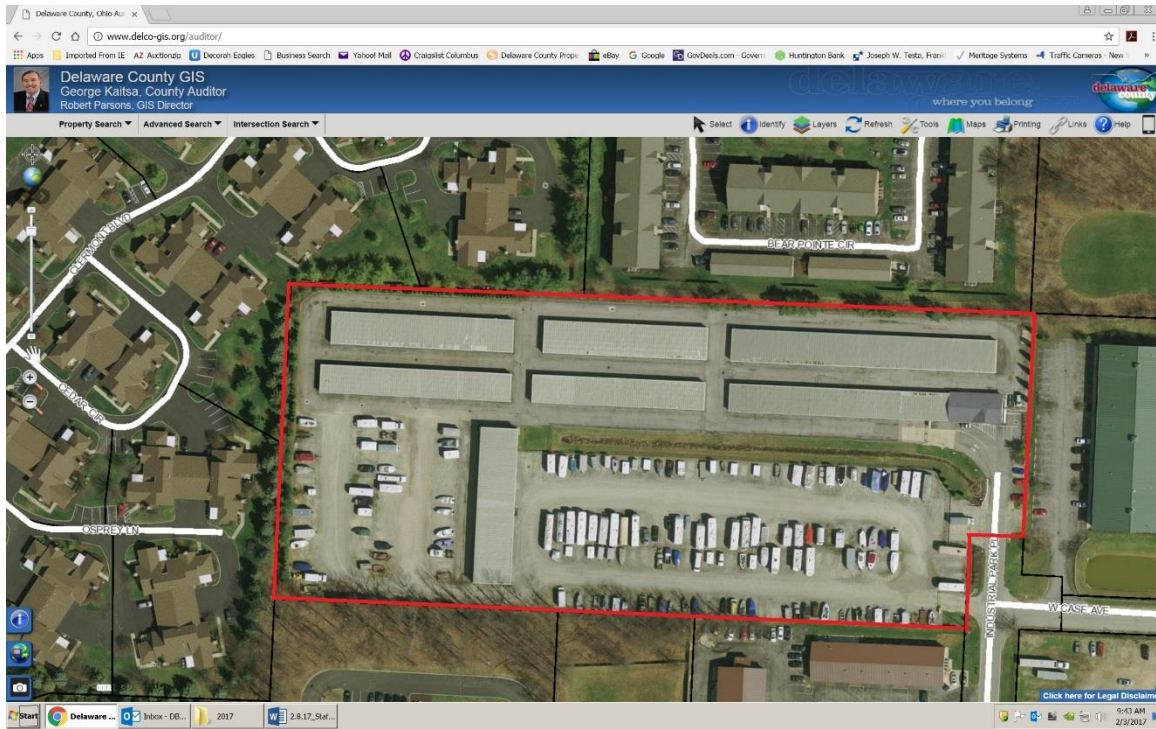 Delaware County, Ohio Au
www.delco-gis.org/auditor/
Apps Imported From IE AZ Auctionzip Decorah Eagles Business Search Yahoo! Mail Craigslist Columbus Delaware County Prope eBay Google GovDeals.com - Govern Huntington Bank Joseph W. Testa, Frank Meritage Systems Traffic Cameras - New
Delaware County GIS
George Kaitsa, County Auditor
Robert Parsons, GIS Director
delaware
where you belong
delaware county
Property Search Advanced Search Intersection Search Select Identify Layers Refresh Tools Maps Printing Links Help
CLERMONT BLVD
BEAR POINTE CIR
CEDAR CIR
OSPREY LN
INDUSTRIAL PARK PL
W CASE AVE
Click here for Legal Disclaime
Start Delaware ... Inbox - DB... 2017 2.8.17_Staf... 9:43 AM
2/3/2017